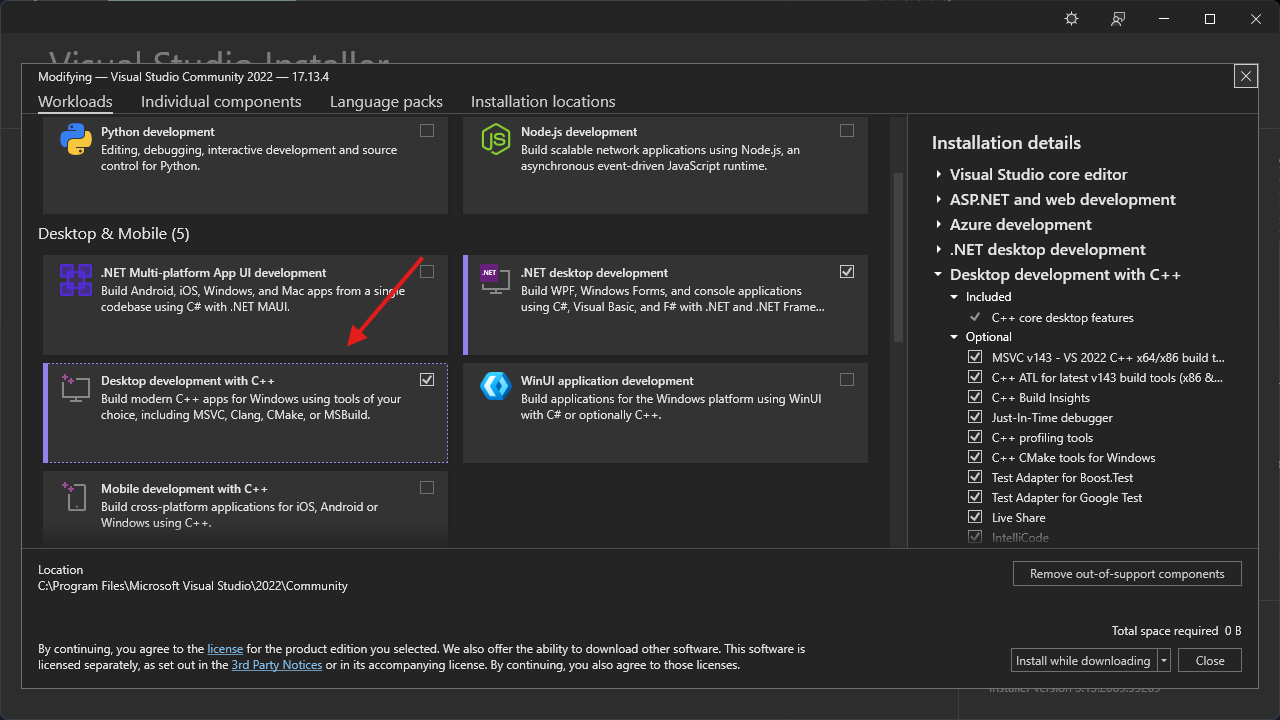 Visual Studio Installer
Modifying — Visual Studio Community 2022 — 17.13.4
Workloads
Individual components
Language packs
Installation locations
Python development
Editing, debugging, interactive development and source
control for Python.
Node.js development
Build scalable network applications using Node.js, an
asynchronous event-driven JavaScript runtime.
Desktop & Mobile (5)
.NET Multi-platform App UI development
Build Android, iOS, Windows, and Mac apps from a single
codebase using C# with .NET MAUI.
.NET
.NET desktop development
Build WPF, Windows Forms, and console applications
using C#, Visual Basic, and F# with .NET and .NET Frame...
Desktop development with C++
Build modern C++ apps for Windows using tools of your
choice, including MSVC, Clang, CMake, or MSBuild.
WinUI application development
Build applications for the Windows platform using WinUI
with C# or optionally C++.
Mobile development with C++
Build cross-platform applications for iOS, Android or
Windows using C++.
Installation details
Visual Studio core editor
ASP.NET and web development
Azure development
.NET desktop development
Desktop development with C++
Included
C++ core desktop features
Optional
MSVC v143 - VS 2022 C++ x64/x86 build t...
C++ ATL for latest v143 build tools (x86 &...
C++ Build Insights
Just-In-Time debugger
C++ profiling tools
C++ CMake tools for Windows
Test Adapter for Boost.Test
Test Adapter for Google Test
Live Share
IntelliCode
Location
C:\Program Files\Microsoft Visual Studio\2022\Community
Remove out-of-support components
Total space required 0 B
By continuing, you agree to the license for the product edition you selected. We also offer the ability to download other software. This software is
licensed separately, as set out in the 3rd Party Notices or in its accompanying license. By continuing, you also agree to those licenses.
Install while downloading
Close